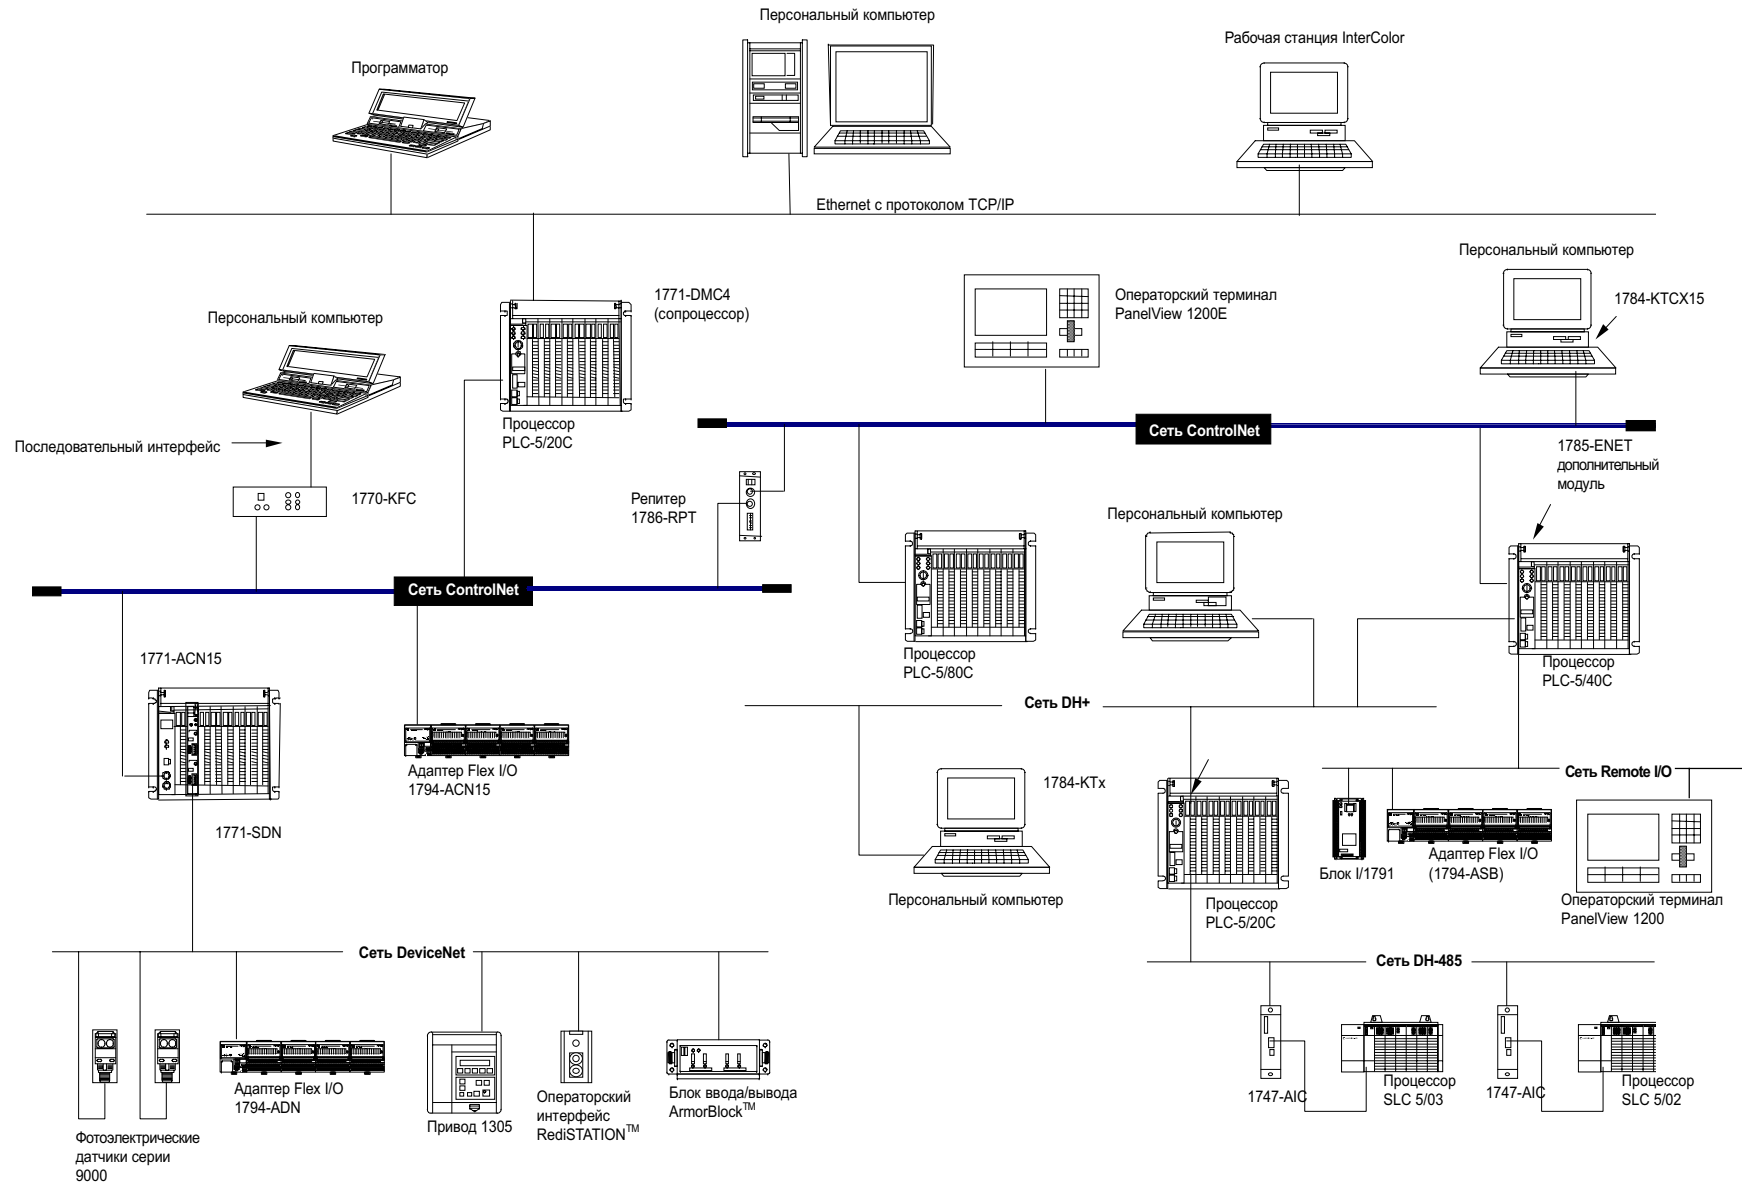 Персональный компьютер
Рабочая станция InterColor
Программатор
Ethernet с протоколом TCP/IP
Персональный компьютер
1784-KTCX15
1771-DMC4
(сопроцессор)
Операторский терминал
PanelView 1200E
Персональный компьютер
Процессор
PLC-5/20C
Сеть ControlNet
Последовательный интерфейс
1785-ENET
дополнительный
модуль
1770-KFC
Репитер
1786-RPT
Персональный компьютер
Сеть ControlNet
1771-ACN15
Процессор
PLC-5/80C
Процессор
PLC-5/40C
Сеть DH+
Адаптер Flex I/O
1794-ACN15
1784-KTx
Сеть Remote I/O
1771-SDN
Блок I/1791
Адаптер Flex I/O
(1794-ASB)
Персональный компьютер
Процессор
PLC-5/20C
Операторский терминал
PanelView 1200
Сеть DeviceNet
Сеть DH-485
Адаптер Flex I/O
1794-ADN
Привод 1305
Операторский
интерфейс
RediSTATION™
Блок ввода/вывода
ArmorBlock™
1747-AIC
Процессор
SLC 5/03
1747-AIC
Процессор
SLC 5/02
Фотоэлектрические
датчики серии
9000